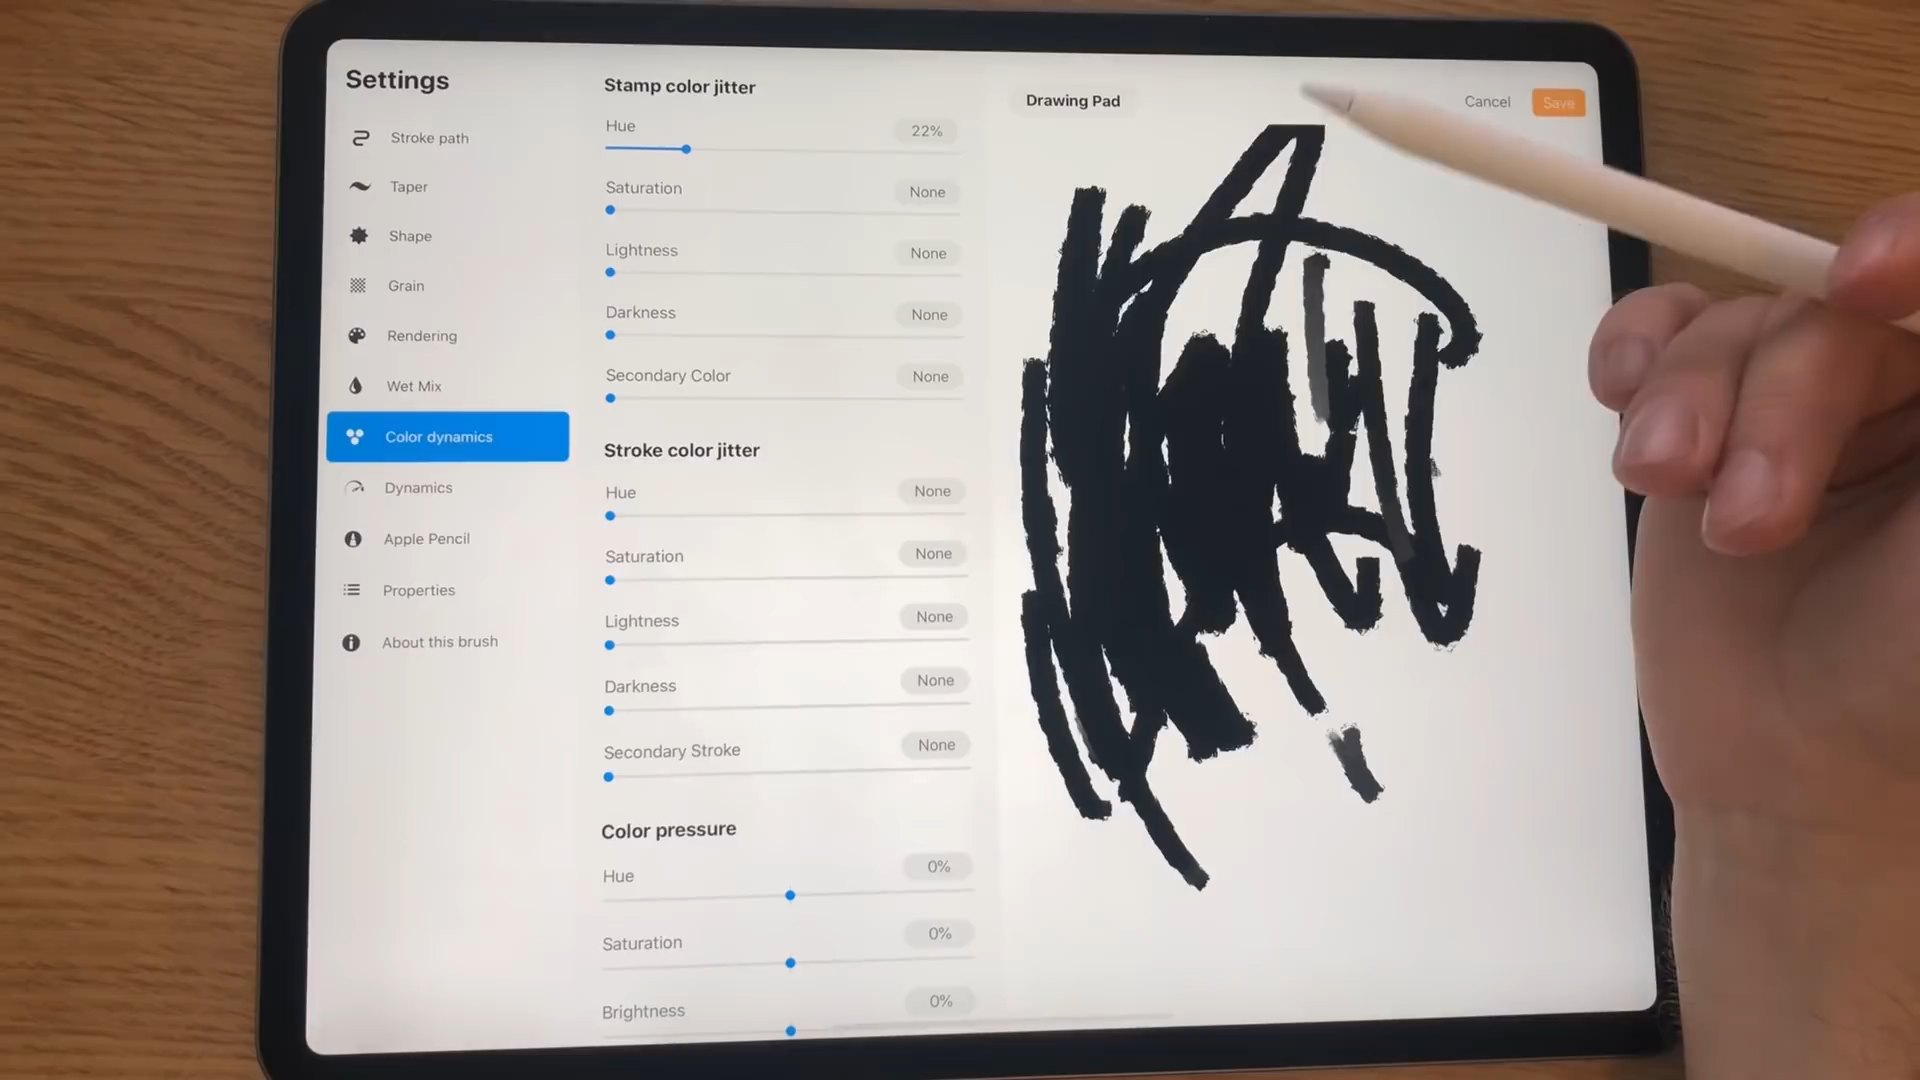 Settings
Stroke path
Taper
Shape
Grain
Rendering
Wet Mix
Color dynamics
Dynamics
Apple Pencil
Properties
About this brush
Stamp color jitter
Hue 22%
Saturation None
Lightness None
Darkness None
Secondary Color None
Stroke color jitter
Hue None
Saturation None
Lightness None
Darkness None
Secondary Stroke None
Color pressure
Hue 0%
Saturation 0%
Brightness 0%
Drawing Pad
Cancel
Save